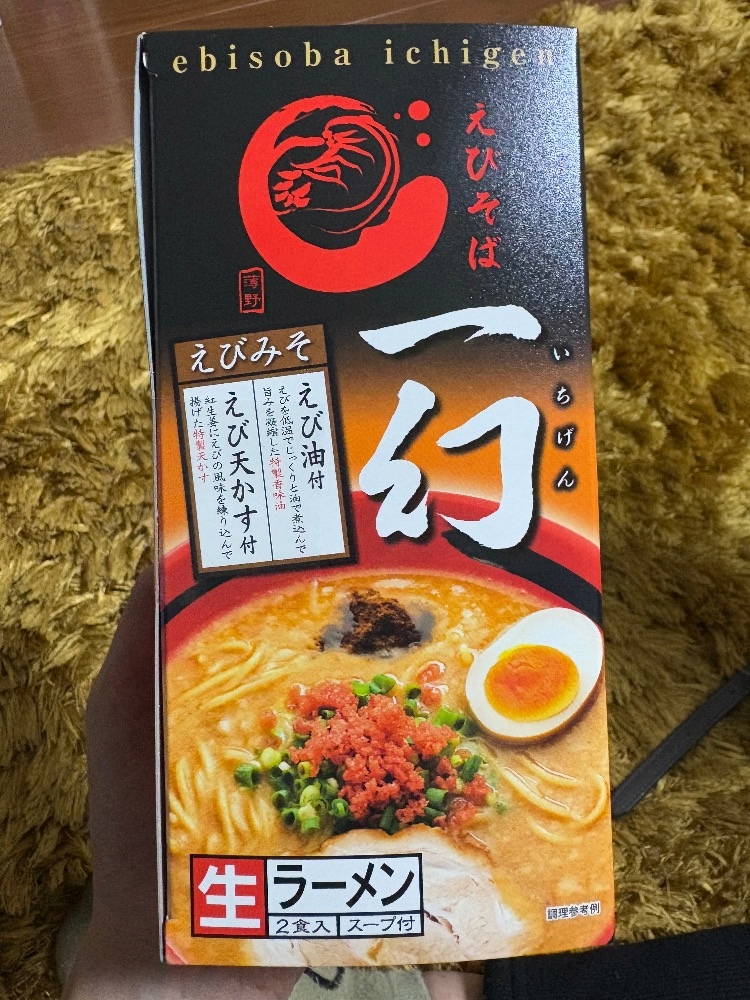 ebisoba ichigen
えびそば
薄野
一幻
いちげん
えびみそ
えび油付
えびを低温でじっくりと油で煮込んで
旨みを凝縮した特製香味油
えび天かす付
紅生姜にえびの風味を練り込んで
揚げた特製天かす
生
ラーメン
2食入
スープ付
調理参考例